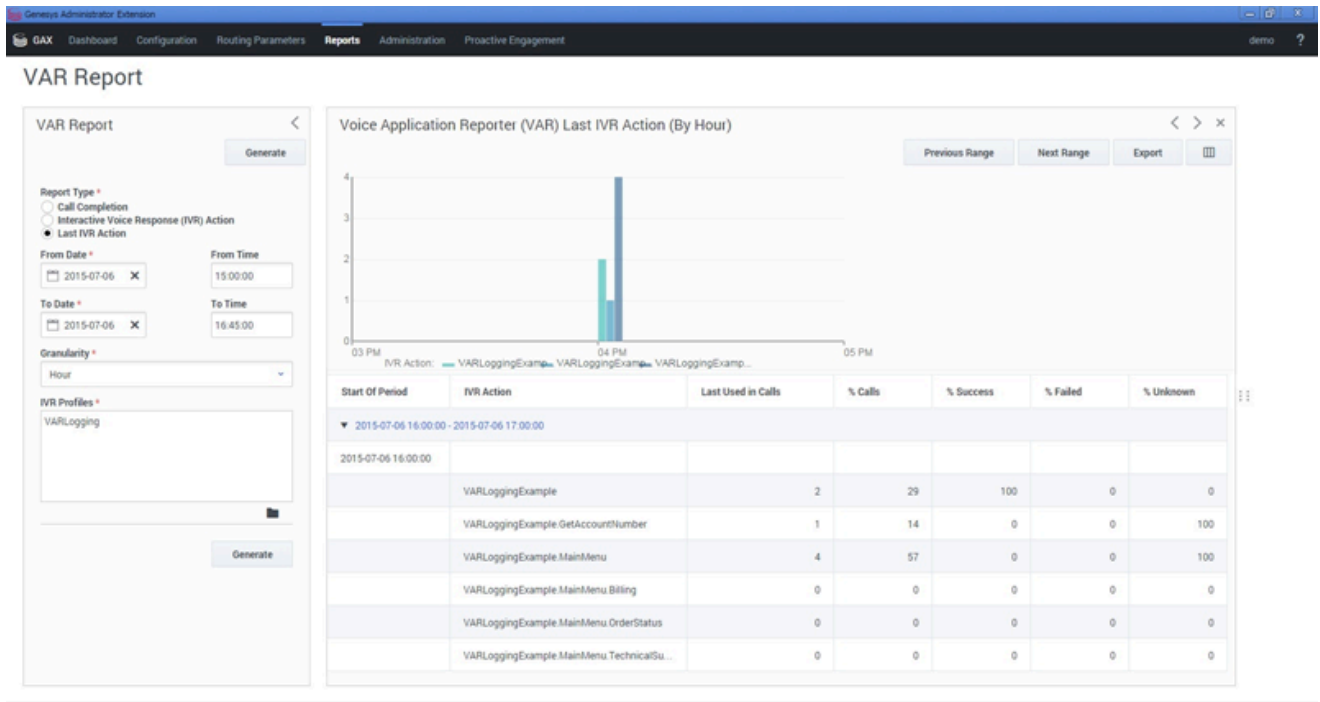 Genesys Administrator Extension
GAX Dashboard Configuration Routing Parameters Reports Administration Proactive Engagement demo ?
VAR Report
VAR Report
Generate
Report Type *
Call Completion
Interactive Voice Response (IVR) Action
Last IVR Action
From Date * From Time
2015-07-06 15:00:00
To Date * To Time
2015-07-06 16:45:00
Granularity *
Hour
IVR Profiles *
VARLogging
Generate
Voice Application Reporter (VAR) Last IVR Action (By Hour)
Previous Range Next Range Export
4
3
2
1
0
03 PM 04 PM 05 PM
IVR Action: VARLoggingExamp... VARLoggingExamp... VARLoggingExamp...
Start Of Period IVR Action Last Used in Calls % Calls % Success % Failed % Unknown
2015-07-06 16:00:00 - 2015-07-06 17:00:00
2015-07-06 16:00:00
VARLoggingExample 2 29 100 0 0
VARLoggingExample.GetAccountNumber 1 14 0 0 100
VARLoggingExample.MainMenu 4 57 0 0 100
VARLoggingExample.MainMenu.Billing 0 0 0 0 0
VARLoggingExample.MainMenu.OrderStatus 0 0 0 0 0
VARLoggingExample.MainMenu.TechnicalSu... 0 0 0 0 0